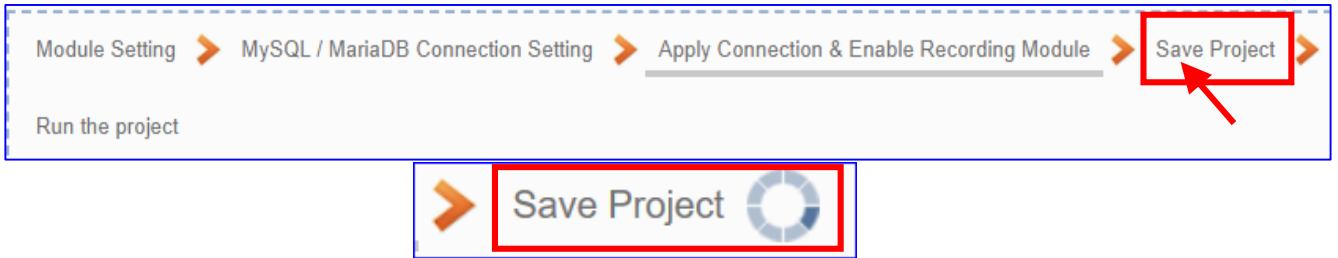 Module Setting MySQL / MariaDB Connection Setting Apply Connection & Enable Recording Module Save Project
Run the project
Save Project